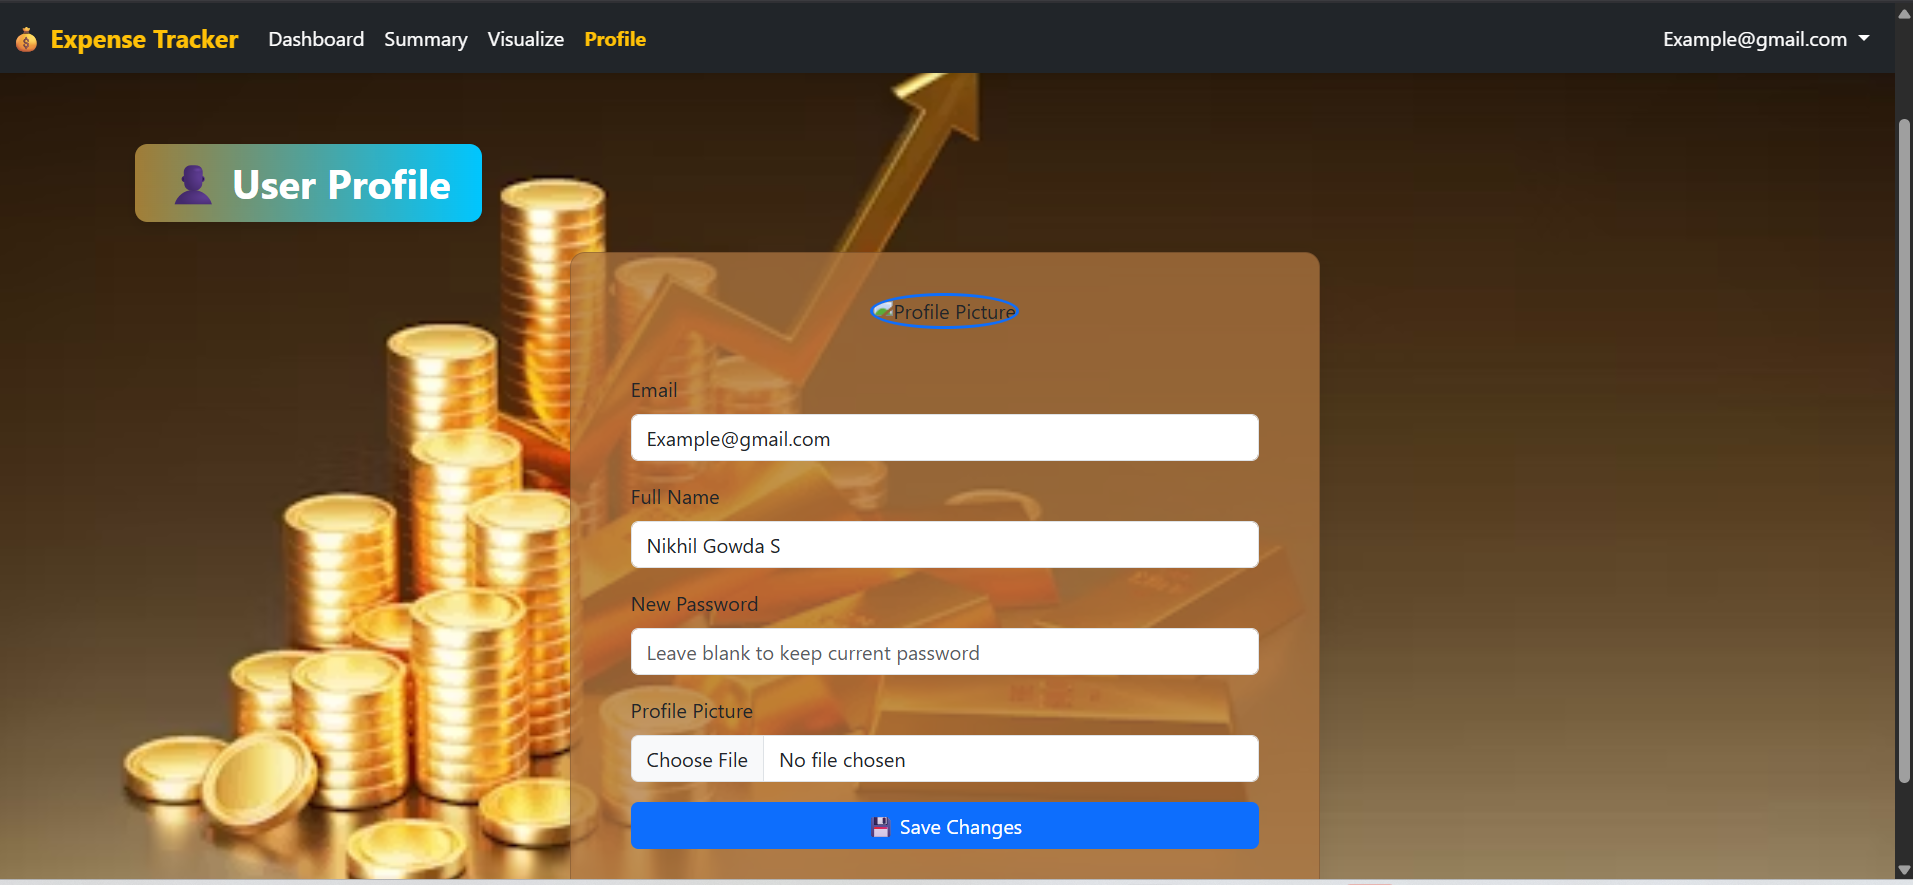 Expense Tracker Dashboard Summary Visualize Profile Example@gmail.com
User Profile
Profile Picture
Email
Example@gmail.com
Full Name
Nikhil Gowda S
New Password
Leave blank to keep current password
Profile Picture
Choose File No file chosen
Save Changes